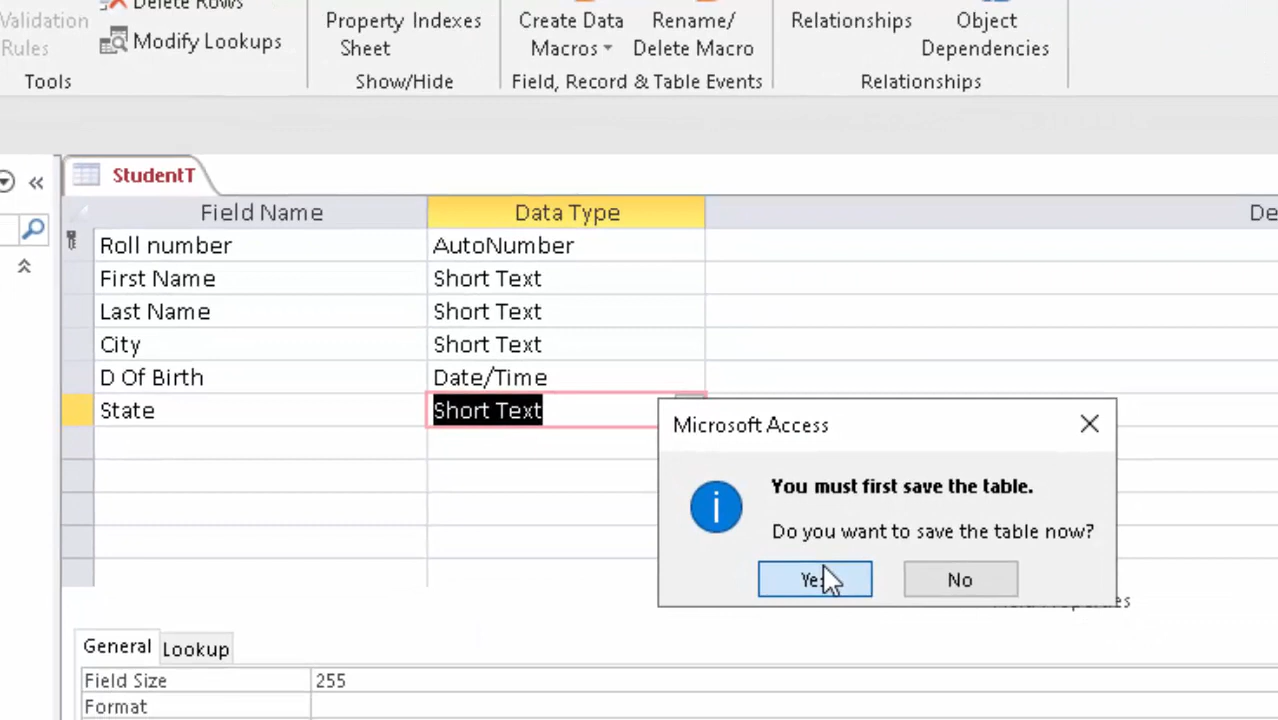 Delete Rows
Validation
Rules
Modify Lookups
Property
Sheet
Indexes
Create Data
Macros
Rename/
Delete Macro
Relationships
Object
Dependencies
Tools
Show/Hide
Field, Record & Table Events
Relationships
StudentT
Field Name Data Type De
Roll number AutoNumber
First Name Short Text
Last Name Short Text
City Short Text
D Of Birth Date/Time
State Short Text
Microsoft Access
You must first save the table.
Do you want to save the table now?
Yes No
General Lookup
Field Size 255
Format